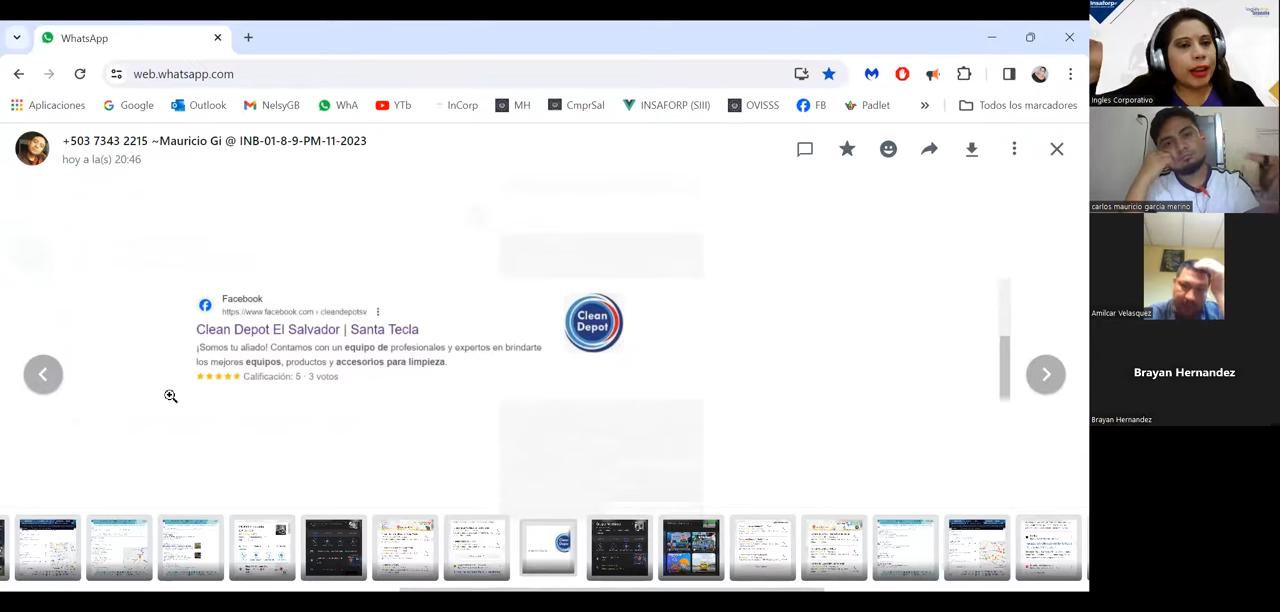 WhatsApp
web.whatsapp.com
Aplicaciones
Google
Outlook
NelsyGB
WhA
YTb
InCorp
MH
CmprSal
INSAFORP (SIII)
OVISSS
FB
Padlet
»
Todos los marcadores
+503 7343 2215 ~Mauricio Gi @ INB-01-8-9-PM-11-2023
hoy a la(s) 20:46
Facebook
https://www.facebook.com › cleandepotsv
Clean Depot El Salvador | Santa Tecla
¡Somos tu aliado! Contamos con un equipo de profesionales y expertos en brindarte
los mejores equipos, productos y accesorios para limpieza.
Calificación: 5 · 3 votos
Clean
Depot
Insaforp
Ingles Corporativo
carlos mauricio garcia merino
Amilcar Velasquez
Brayan Hernandez
Brayan Hernandez